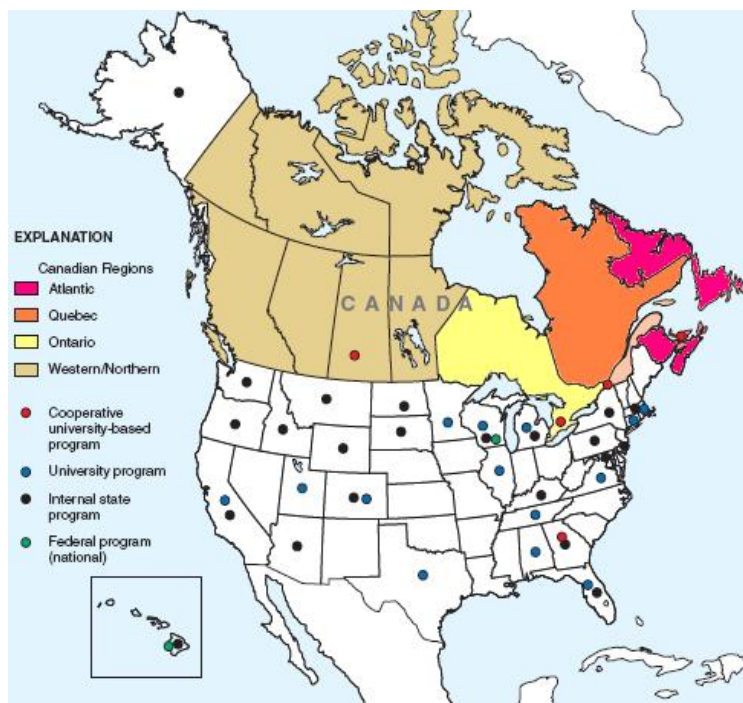 CANADA
EXPLANATION
Canadian Regions
Atlantic
Quebec
Ontario
Western/Northern
Cooperative
university-based
program
University program
Internal state
program
Federal program
(national)